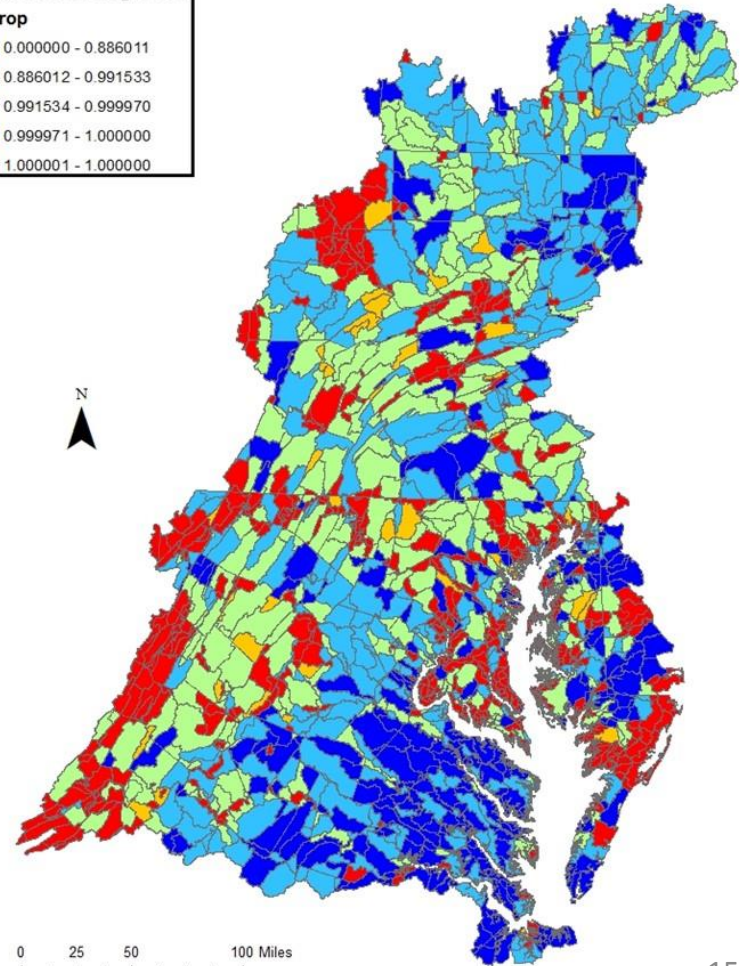 rop
0.000000 - 0.886011
0.886012 - 0.991533
0.991534 - 0.999970
0.999971 - 1.000000
1.000001 - 1.000000
N
0 25 50 100 Miles